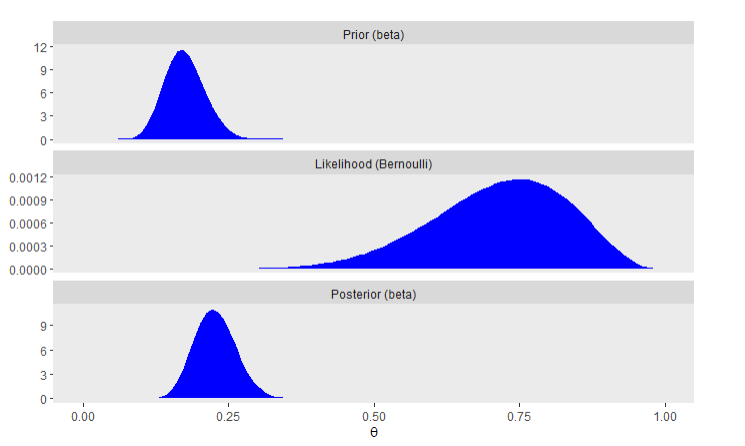 Prior (beta)
12
9
6
3
0
Likelihood (Bernoulli)
0.0012
0.0009
0.0006
0.0003
0.0000
Posterior (beta)
9
6
3
0
0.00 0.25 0.50 0.75 1.00
θ